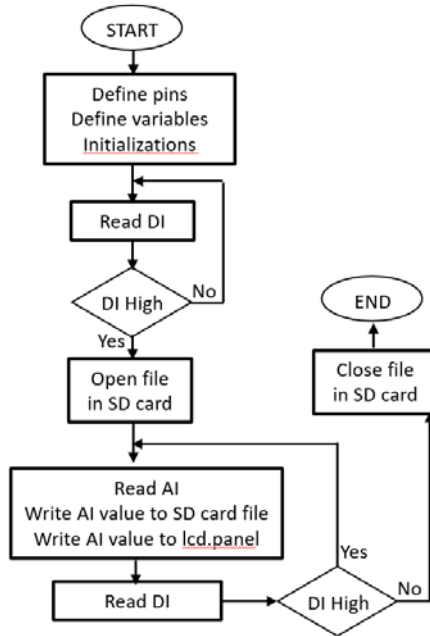 START
Define pins
Define variables
Initializations
Read DI
DI High
No
Yes
Open file
in SD card
Read AI
Write AI value to SD card file
Write AI value to lcd.panel
Read DI
DI High
Yes
No
Close file
in SD card
END